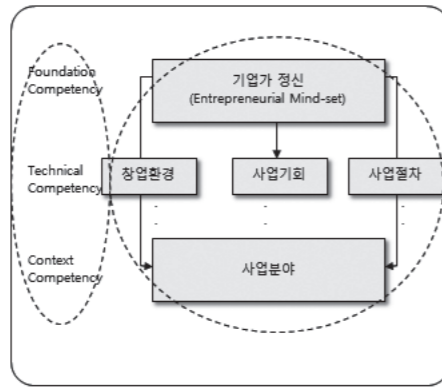 Foundation
Competency
기업가 정신
(Entrepreneurial Mind-set)
Technical
Competency
창업환경
사업기회
사업절차
Context
Competency
사업분야